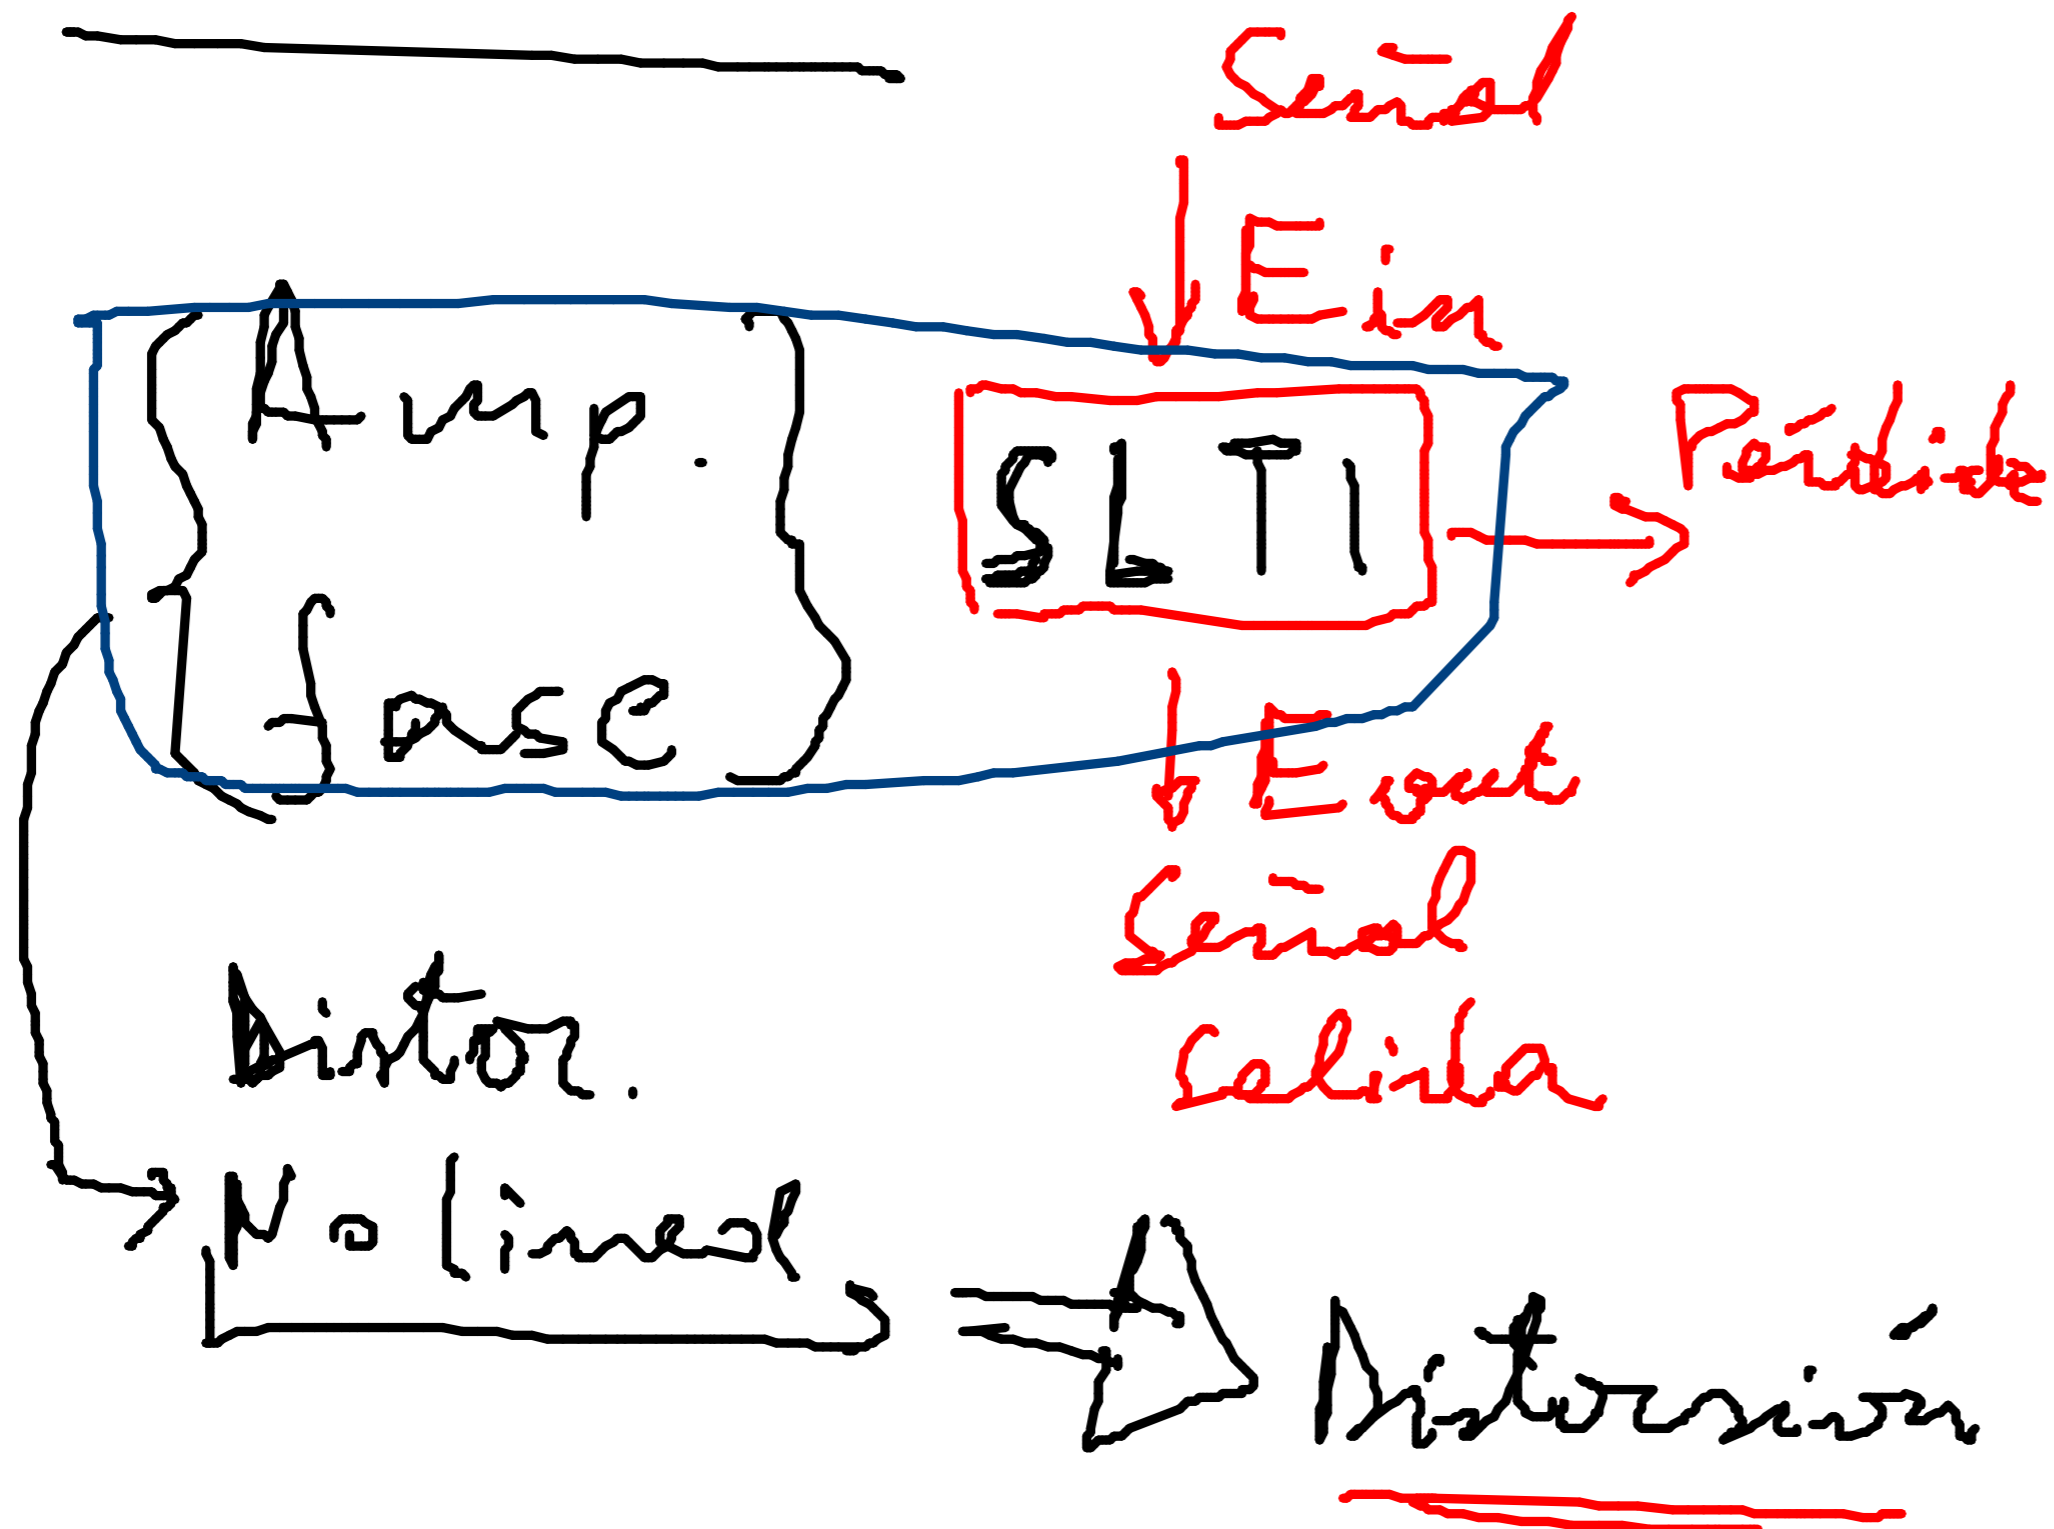 Señal
Ein
Amp.
SLTI
Pérdida
fase
Eout
Señal
Salida
Distor.
No lineal
Distorsión